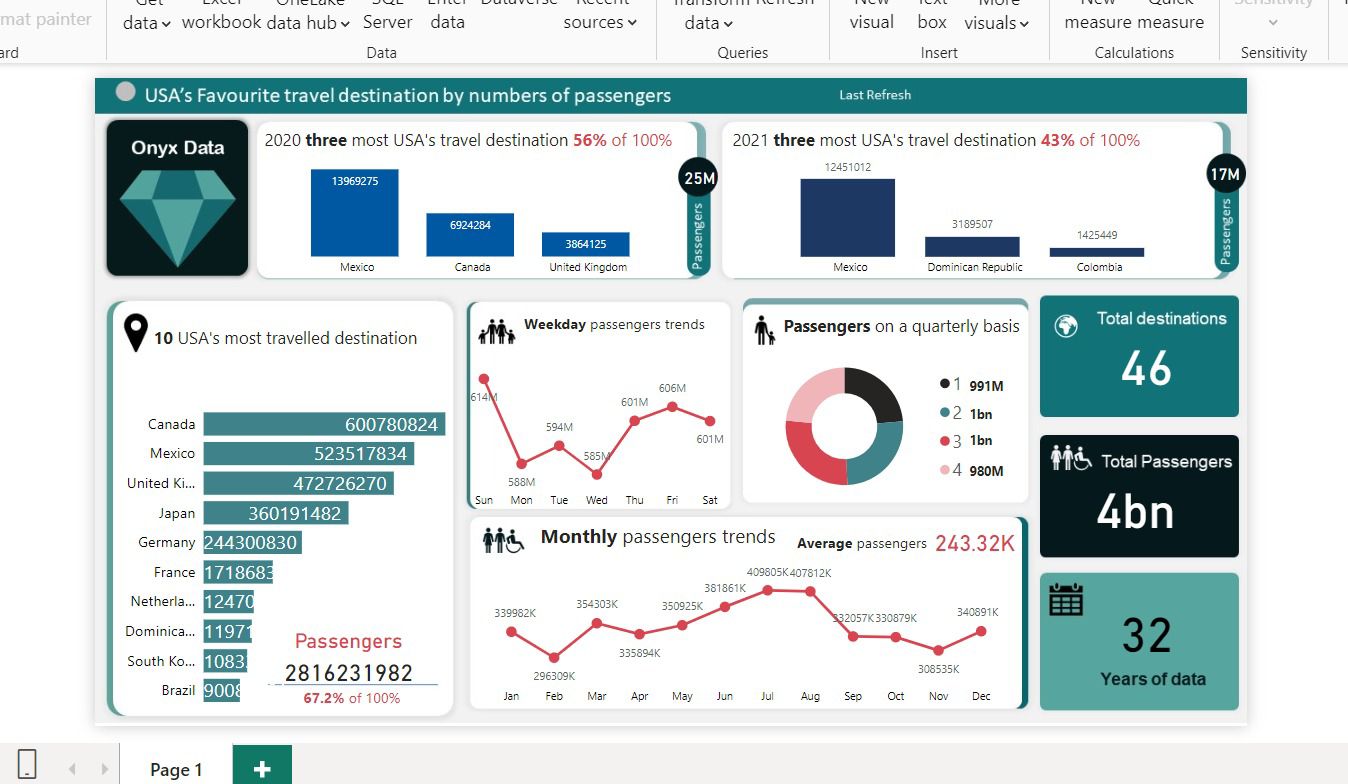 mat painter
Get
data
Excel
workbook
OneLake
data hub
SQL
Server
Enter
data
Dataverse
Recent
sources
Transform
data
Refresh
New
visual
Text
box
More
visuals
New
measure
Quick
measure
Sensitivity
ard
Data
Queries
Insert
Calculations
Sensitivity
USA's Favourite travel destination by numbers of passengers
Last Refresh
Onyx Data
2020 three most USA's travel destination 56% of 100%
13969275
6924284
3864125
Mexico
Canada
United Kingdom
25M
Passengers
2021 three most USA's travel destination 43% of 100%
12451012
3189507
1425449
Mexico
Dominican Republic
Colombia
17M
Passengers
10 USA's most travelled destination
Canada 600780824
Mexico 523517834
United Ki... 472726270
Japan 360191482
Germany 244300830
France 1718683
Netherla... 12470
Dominica... 11971
South Ko... 1083
Brazil 9008
Passengers
2816231982
67.2% of 100%
Weekday passengers trends
614M
588M
594M
585M
601M
606M
601M
Sun Mon Tue Wed Thu Fri Sat
Passengers on a quarterly basis
1 991M
2 1bn
3 1bn
4 980M
Monthly passengers trends
Average passengers 243.32K
339982K
296309K
354303K
335894K
350925K
381861K
409805K
407812K
332057K
330879K
308535K
340891K
Jan Feb Mar Apr May Jun Jul Aug Sep Oct Nov Dec
Total destinations
46
Total Passengers
4bn
32
Years of data
Page 1